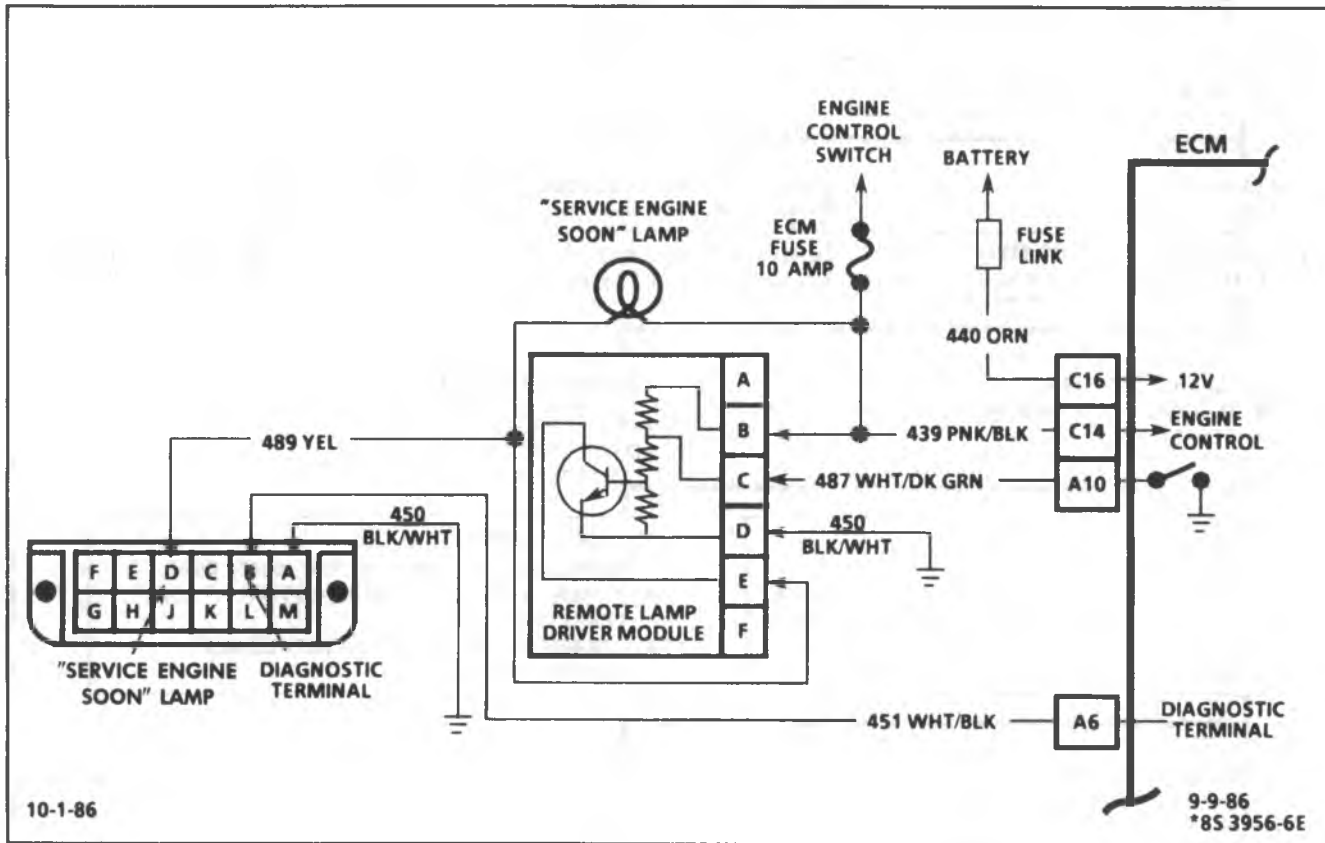 ENGINE
CONTROL
SWITCH
BATTERY
ECM
"SERVICE ENGINE
SOON" LAMP
ECM
FUSE
10 AMP
FUSE
LINK
440 ORN
C16
12V
A
B
C
D
E
F
439 PNK/BLK
C14
ENGINE
CONTROL
487 WHT/DK GRN
A10
489 YEL
450
BLK/WHT
450
BLK/WHT
F E D C B A
G H J K L M
REMOTE LAMP
DRIVER MODULE
"SERVICE ENGINE
SOON" LAMP
DIAGNOSTIC
TERMINAL
451 WHT/BLK
A6
DIAGNOSTIC
TERMINAL
10-1-86
9-9-86
*8S 3956-6E